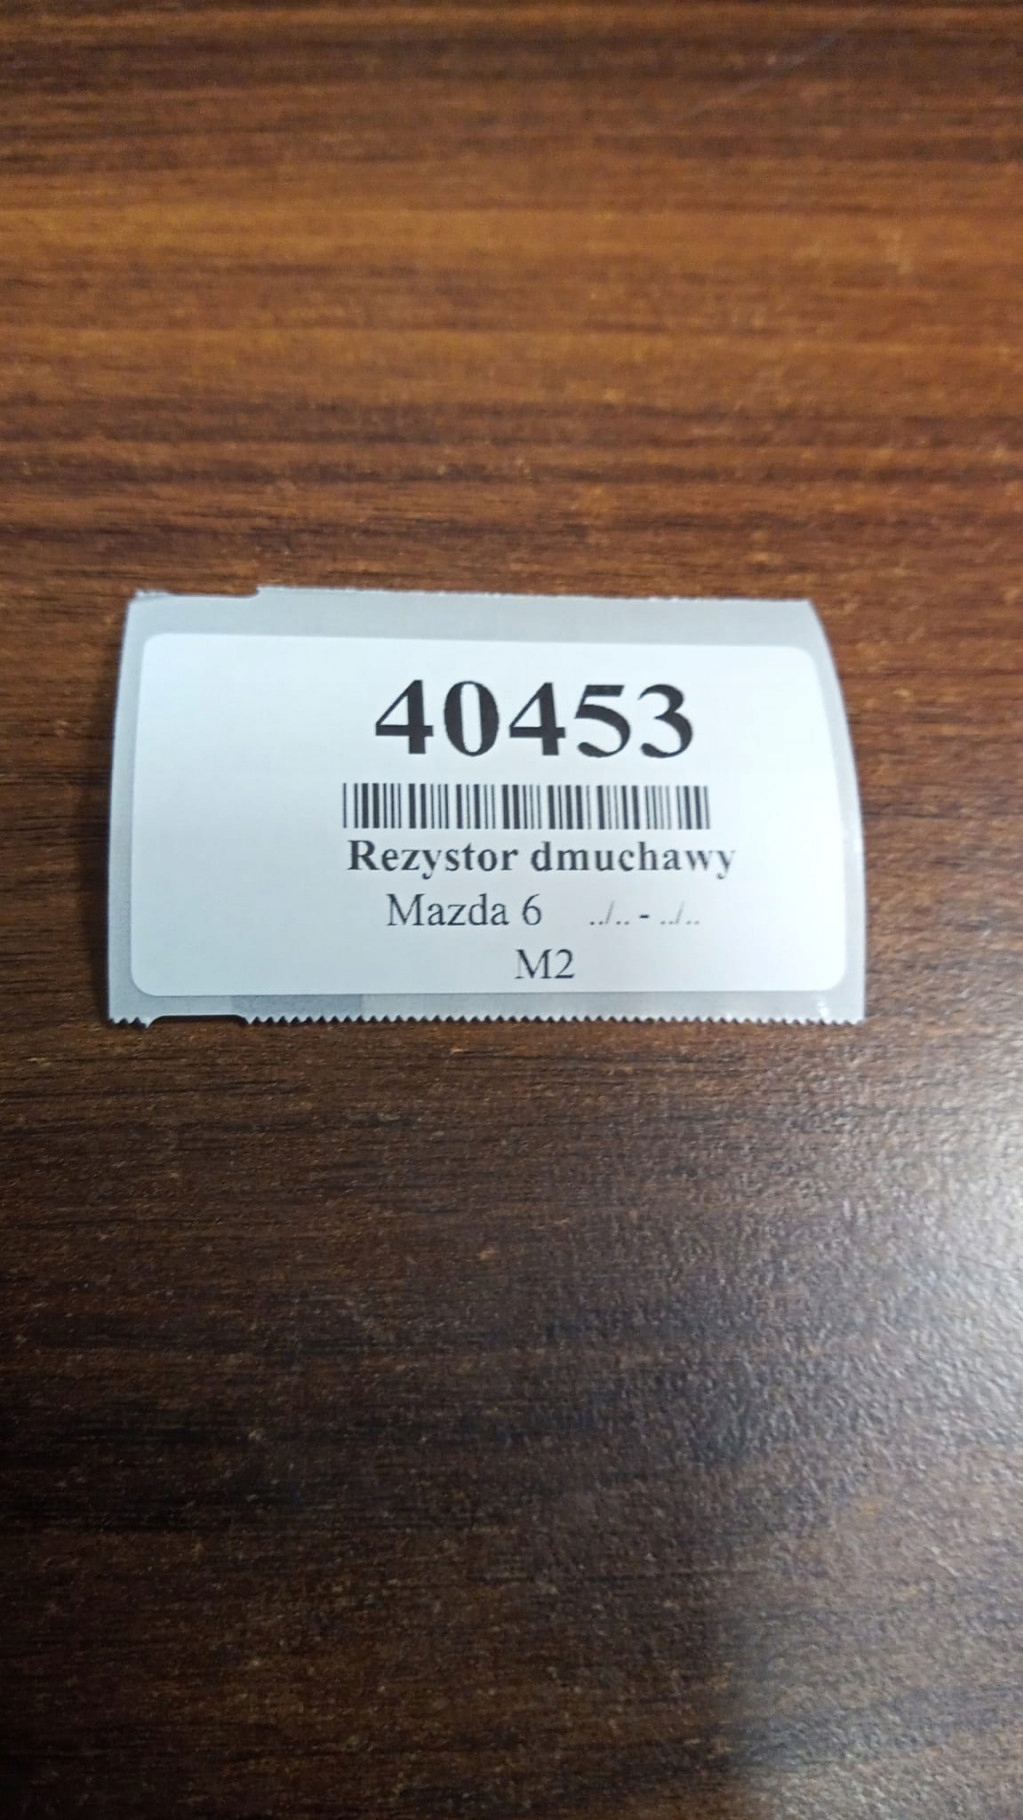 40453
Rezystor dmuchawy
Mazda 6 ../.. - ../..
M2